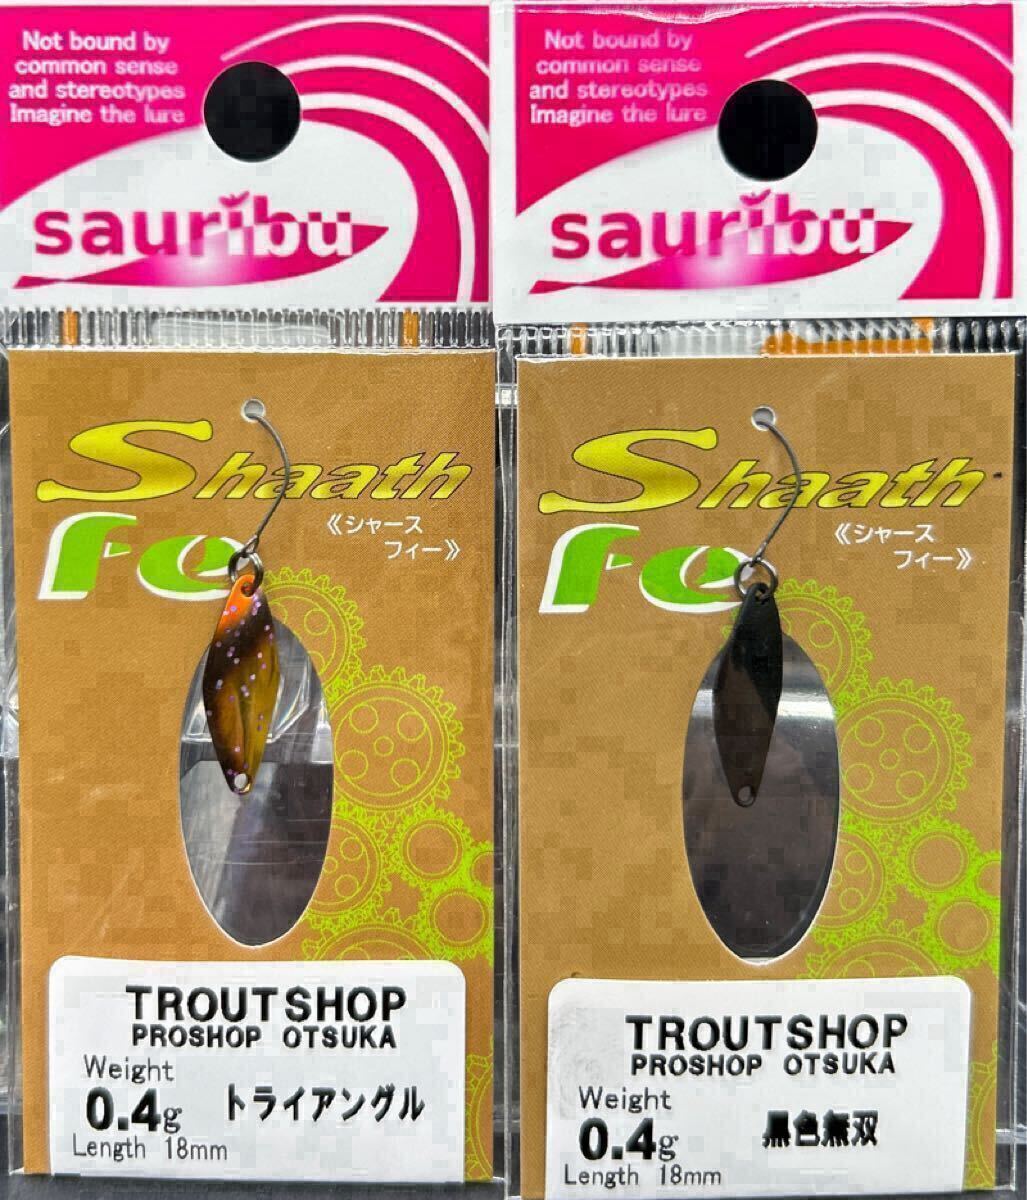 Not bound by
common sense
and stereotypes
Imagine the lure
sauribu
Shaath
Fe
《シャース
フィー》
TROUTSHOP
PROSHOP OTSUKA
Weight
0.4g トライアングル
Length 18mm
Not bound by
common sense
and stereotypes
Imagine the lure
sauribu
Shaath
Fe
《シャース
フィー》
TROUTSHOP
PROSHOP OTSUKA
Weight
0.4g 黒色無双
Length 18mm